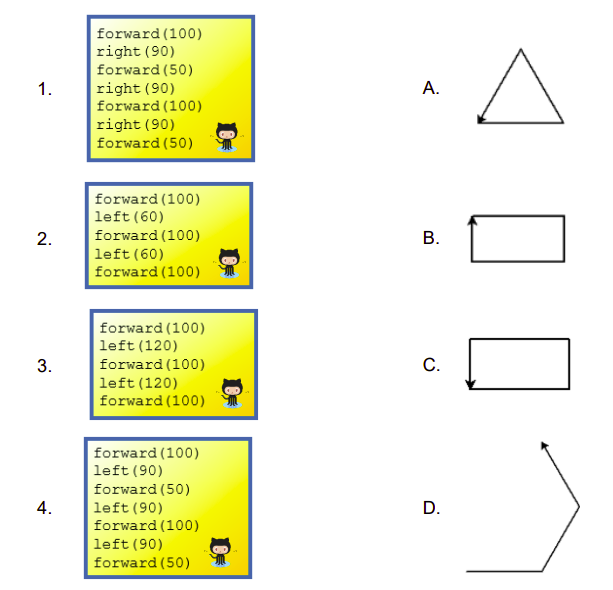 1.
forward(100)
right(90)
forward(50)
right(90)
forward(100)
right(90)
forward(50)
A.
2.
forward(100)
left(60)
forward(100)
left(60)
forward(100)
B.
3.
forward(100)
left(120)
forward(100)
left(120)
forward(100)
C.
4.
forward(100)
left(90)
forward(50)
left(90)
forward(100)
left(90)
forward(50)
D.